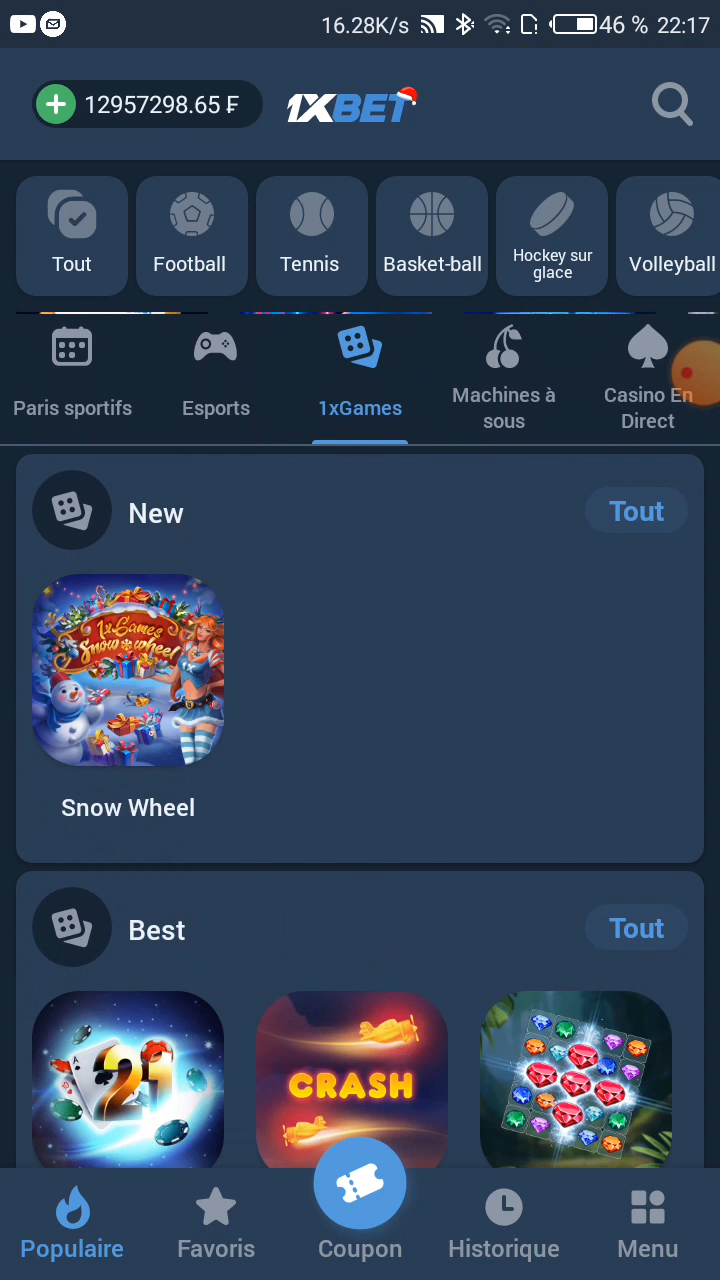 16.28K/s 46 % 22:17
12957298.65 ₣ 1XBET
Tout
Football
Tennis
Basket-ball
Hockey sur
glace
Volleyball
Paris sportifs
Esports
1xGames
Machines à
sous
Casino En
Direct
New
Tout
1xGames
Snow wheel
1X
Snow Wheel
Best
Tout
A
21
CRASH
Populaire
Favoris
Coupon
Historique
Menu